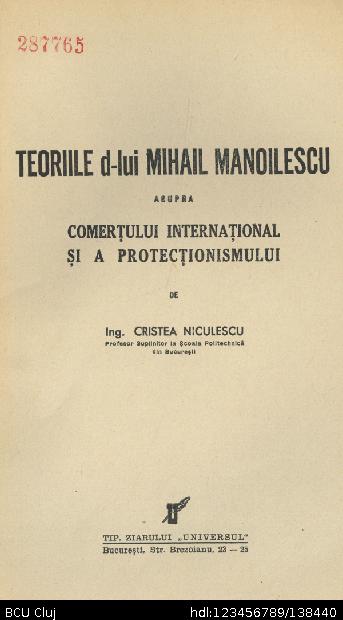 287765
TEORIILE d-lui MIHAIL MANOILESCU
ASUPRA
COMERȚULUI INTERNAȚIONAL
ȘI A PROTECȚIONISMULUI
DE
Ing. CRISTEA NICULESCU
Profesor Suplinitor la Școala Politechnică
din București
TIP. ZIARULUI „UNIVERSUL”
București, Str. Brezoianu, 23 — 25
BCU Cluj
hdl:123456789/138440